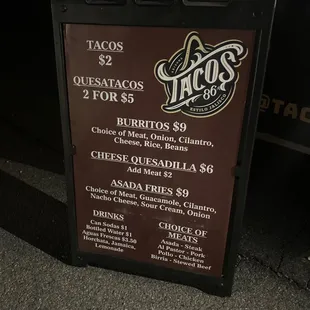 TACOS
$2
QUESATACOS
2 FOR $5
TACOS
86
ESTILO JALISCO
BURRITOS $9
Choice of Meat, Onion, Cilantro,
Cheese, Rice, Beans
CHEESE QUESADILLA $6
Add Meat $2
ASADA FRIES $9
Choice of Meat, Guacamole, Cilantro,
Nacho Cheese, Sour Cream, Onion
DRINKS
Can Sodas $1
Bottled Water $1
Aguas Frescas $3.50
Horchata, Jamaica,
Lemonade
CHOICE OF
MEATS
Asada - Steak
Al Pastor - Pork
Pollo - Chicken
Birria - Stewed Beef
@TAC